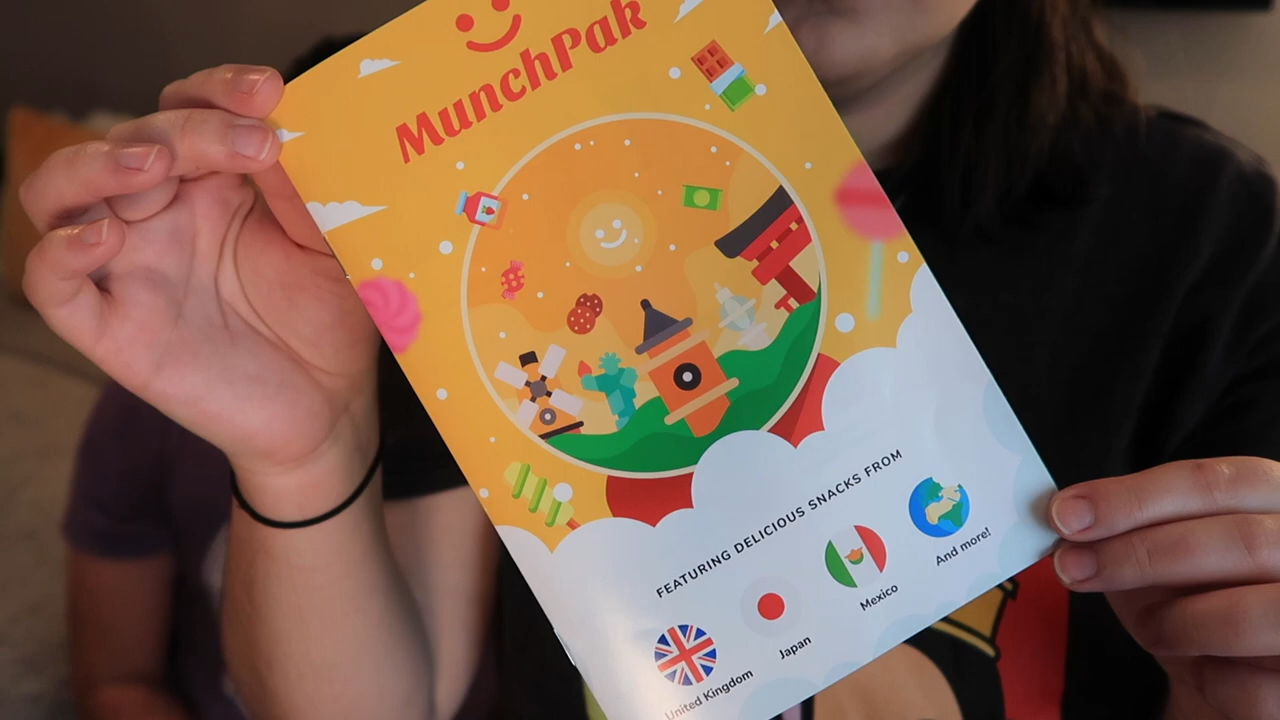 MunchPak
FEATURING DELICIOUS SNACKS FROM
United Kingdom
Japan
Mexico
And more!